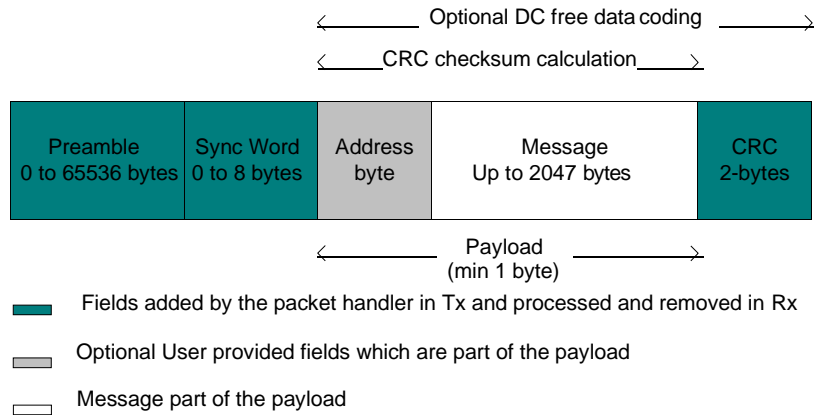 Optional DC free data coding
CRC checksum calculation
Preamble
0 to 65536 bytes
Sync Word
0 to 8 bytes
Address
byte
Message
Up to 2047 bytes
CRC
2-bytes
Payload
(min 1 byte)
Fields added by the packet handler in Tx and processed and removed in Rx
Optional User provided fields which are part of the payload
Message part of the payload